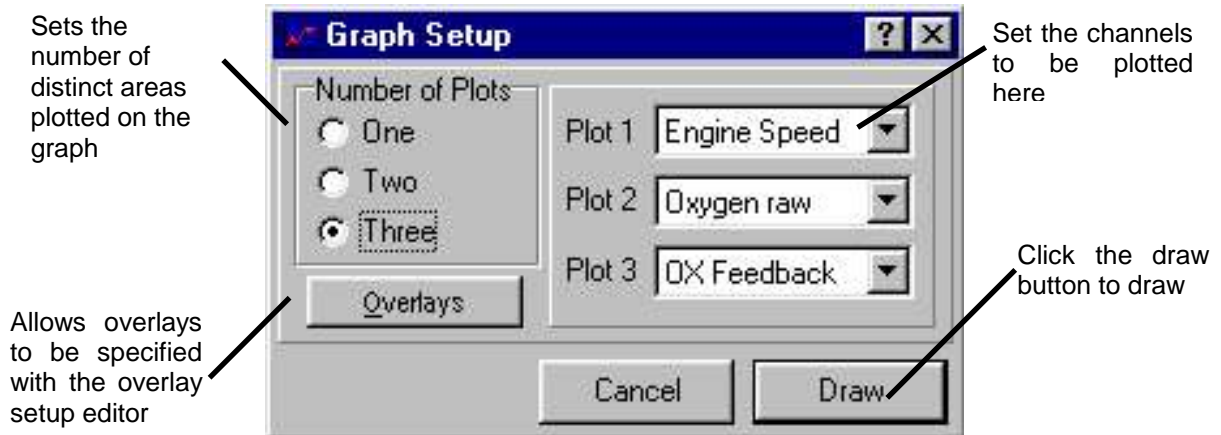 Sets the
number of
distinct areas
plotted on the
graph
Graph Setup
Number of Plots
One
Two
Three
Overlays
Plot 1 Engine Speed
Plot 2 Oxygen raw
Plot 3 OX Feedback
Cancel
Draw
Set the channels
to be plotted
here
Click the draw
button to draw
Allows overlays
to be specified
with the overlay
setup editor